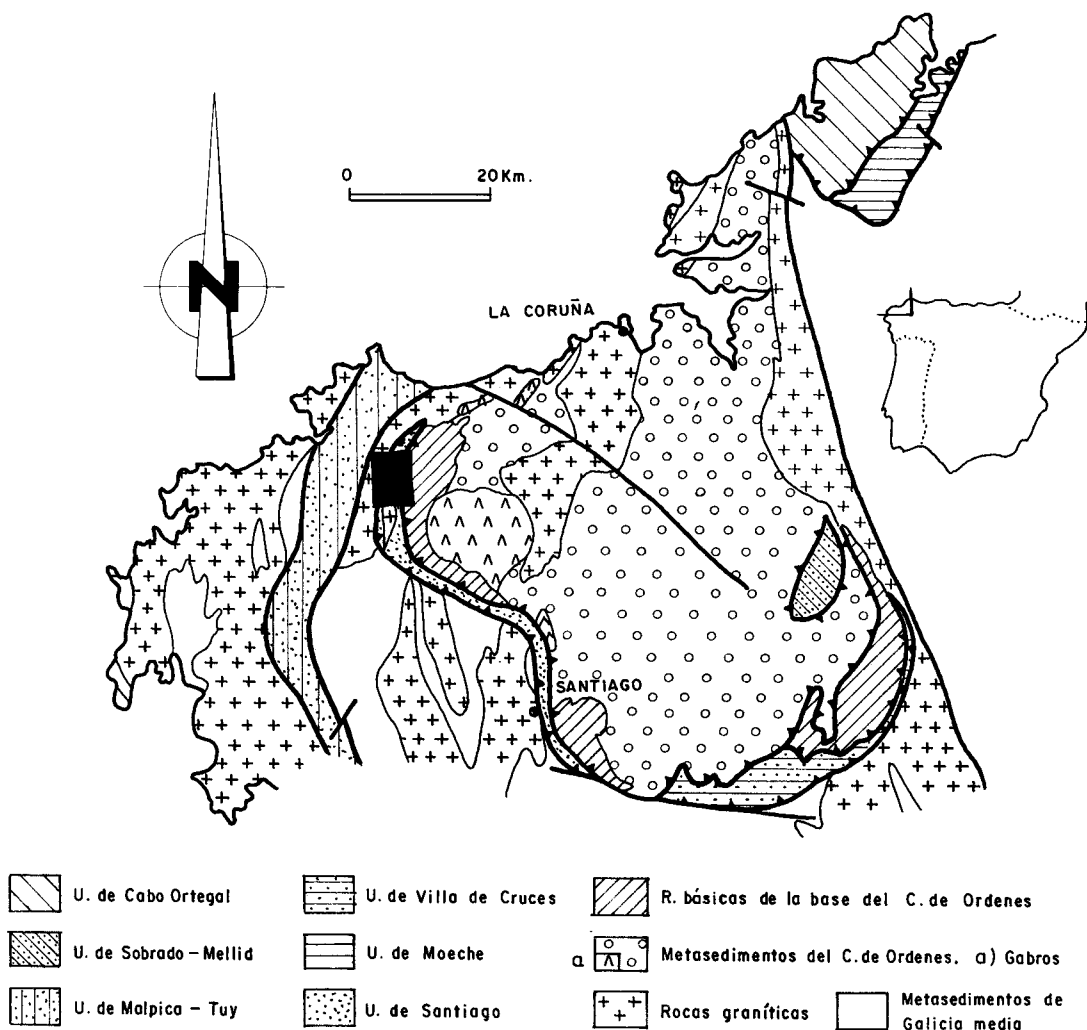 0 20 Km.
N
LA CORUÑA
SANTIAGO
U. de Cabo Ortegal
U. de Sobrado – Mellid
U. de Malpica – Tuy
U. de Villa de Cruces
U. de Moeche
U. de Santiago
R. básicas de la base del C. de Ordenes
a Metasedimentos del C. de Ordenes. a) Gabros
Rocas graníticas
Metasedimentos de
Galicia media